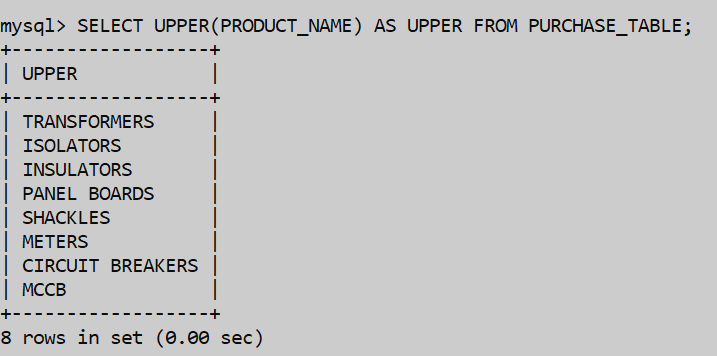 mysql> SELECT UPPER(PRODUCT_NAME) AS UPPER FROM PURCHASE_TABLE;
+------------------+
| UPPER            |
+------------------+
| TRANSFORMERS     |
| ISOLATORS        |
| INSULATORS       |
| PANEL BOARDS     |
| SHACKLES         |
| METERS           |
| CIRCUIT BREAKERS |
| MCCB             |
+------------------+
8 rows in set (0.00 sec)